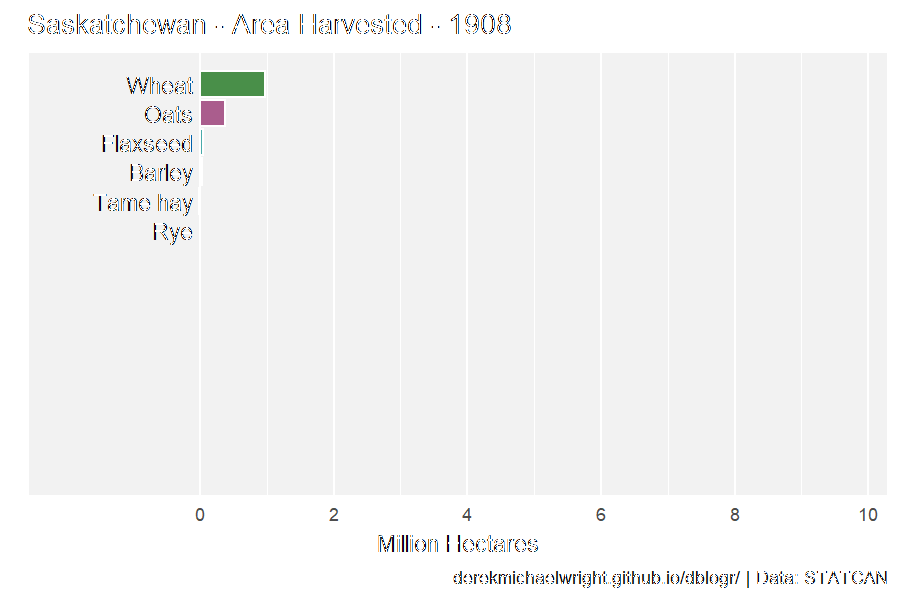 Saskatchewan - Area Harvested - 1908
Wheat
Oats
Flaxseed
Barley
Tame hay
Rye
0 2 4 6 8 10
Million Hectares
derekmichaelwright.github.io/dblogr/ | Data: STATCAN